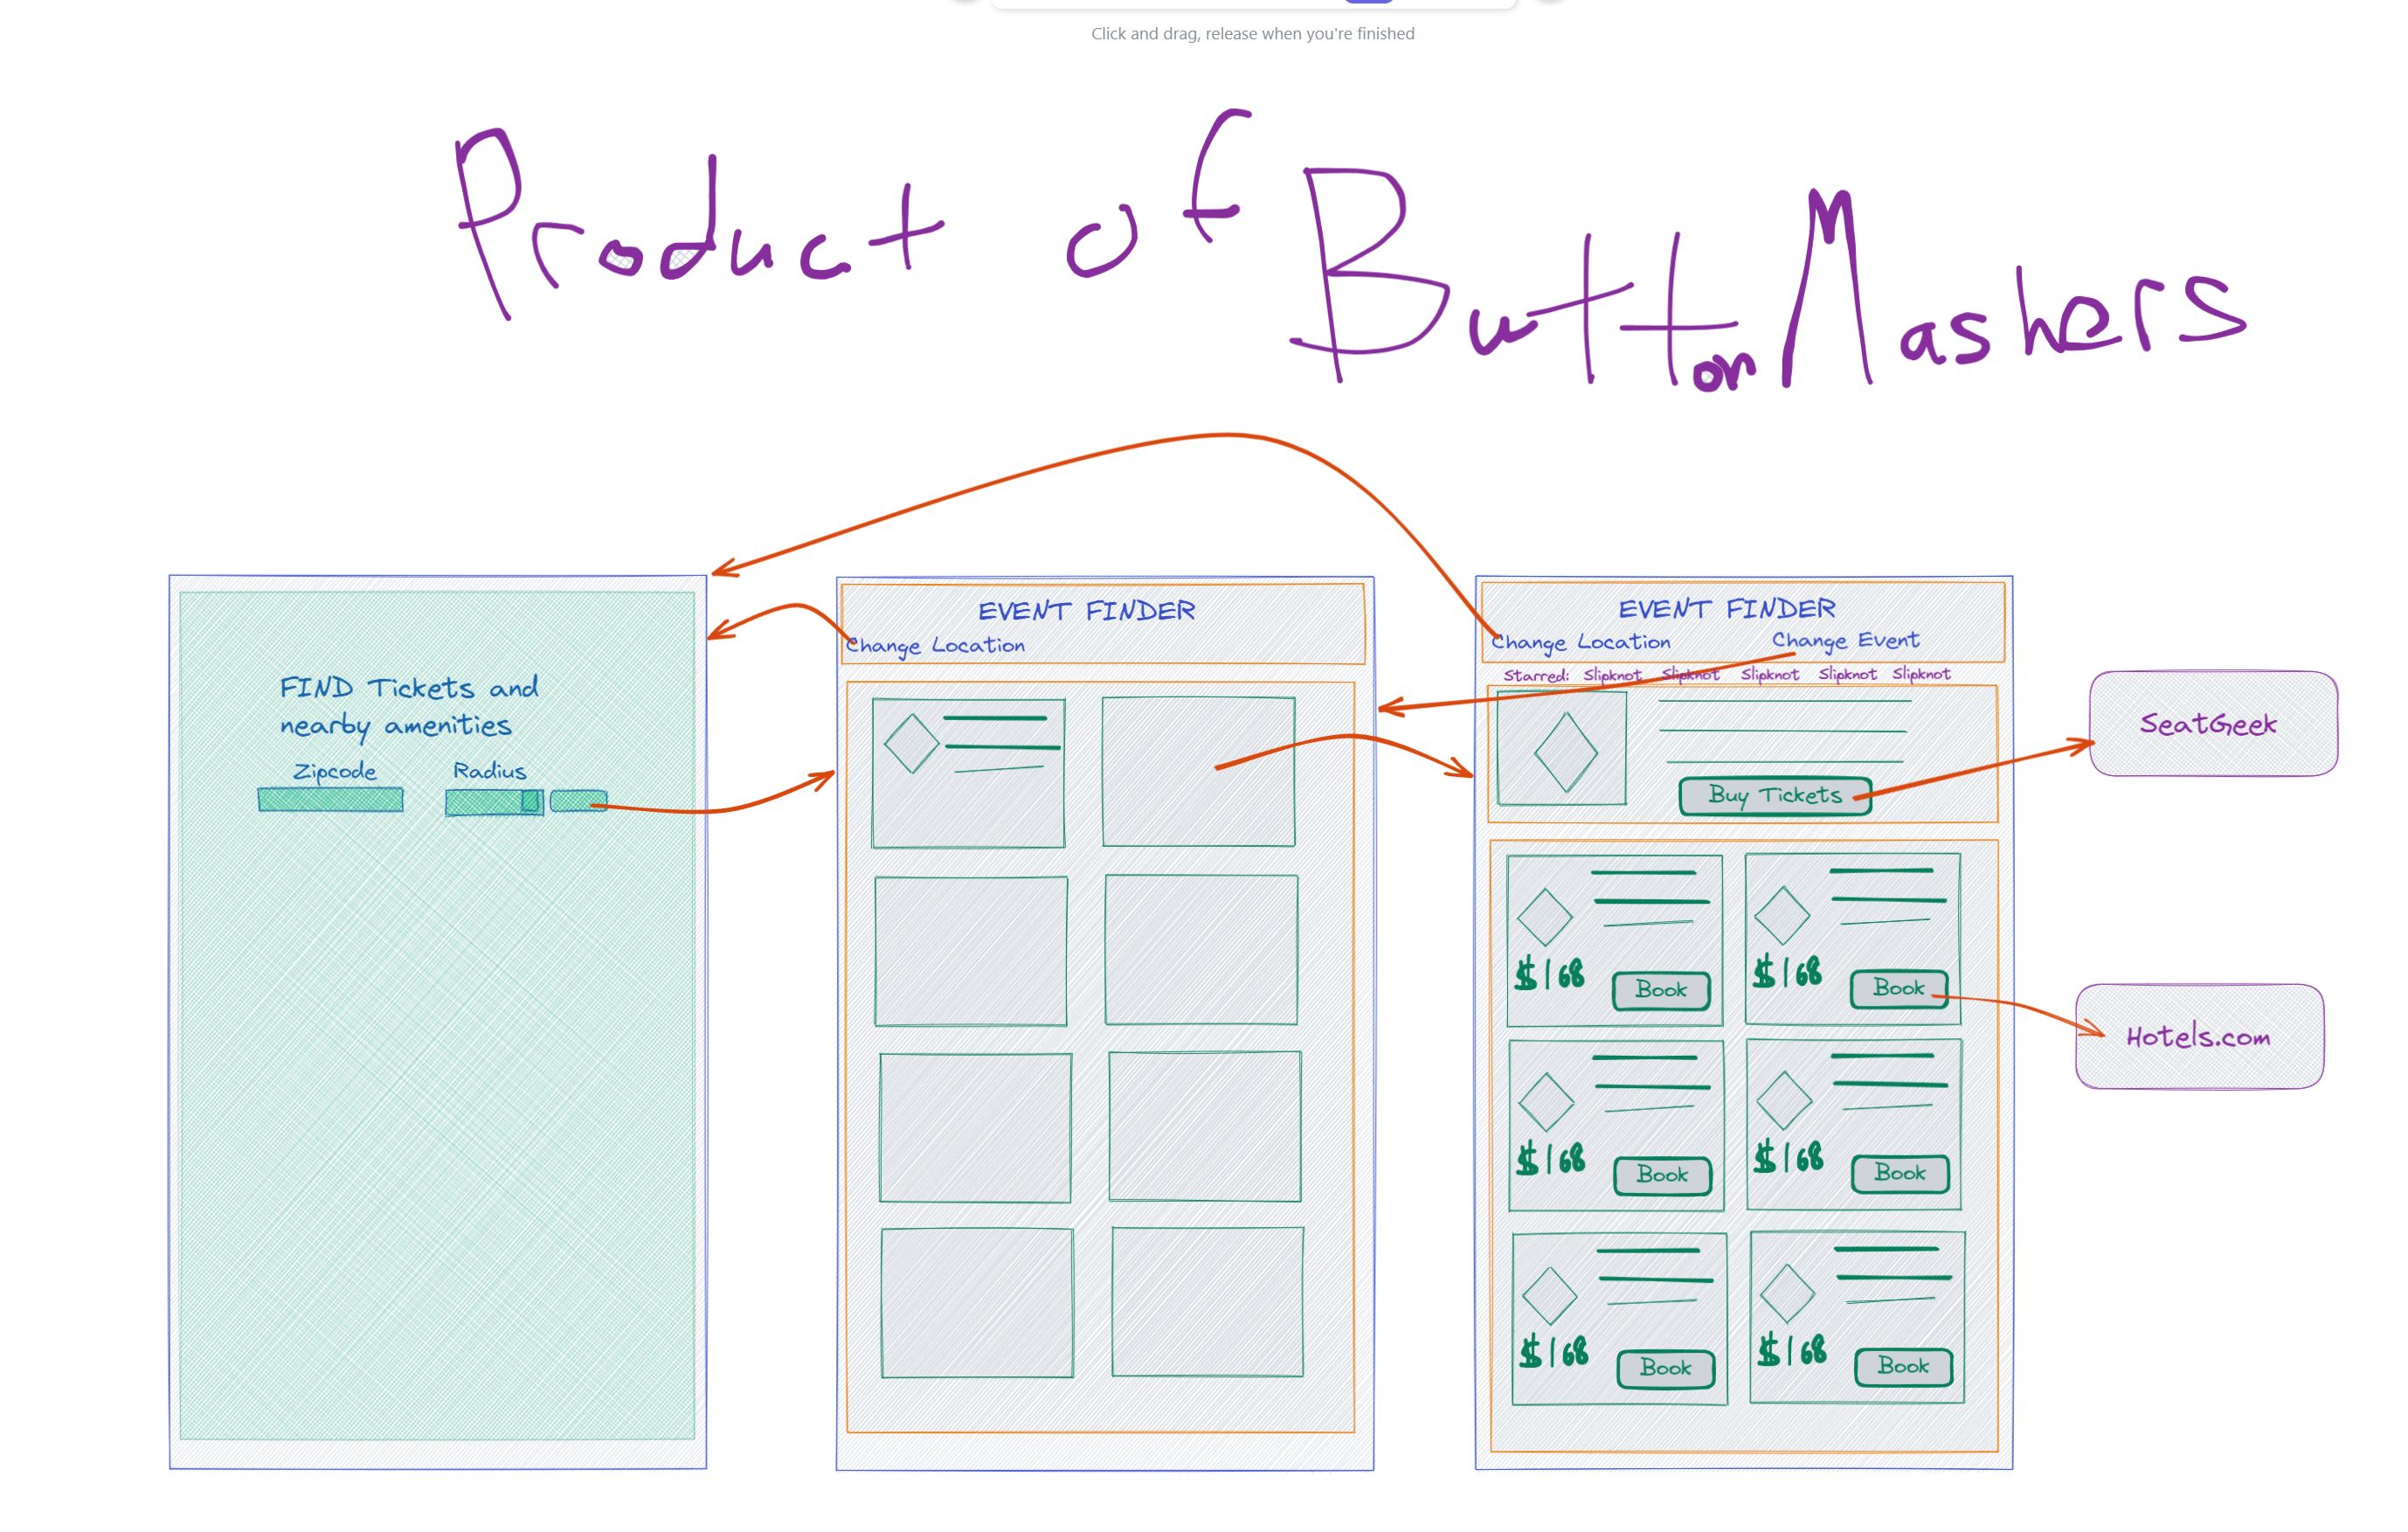 Click and drag, release when you're finished
Product of Button Mashers
FIND Tickets and
nearby amenities
Zipcode Radius
EVENT FINDER
Change Location
EVENT FINDER
Change Location Change Event
Starred: Slipknot Slipknot Slipknot Slipknot Slipknot
Buy Tickets
$168 Book $168 Book
$168 Book $168 Book
$168 Book $168 Book
SeatGeek
Hotels.com